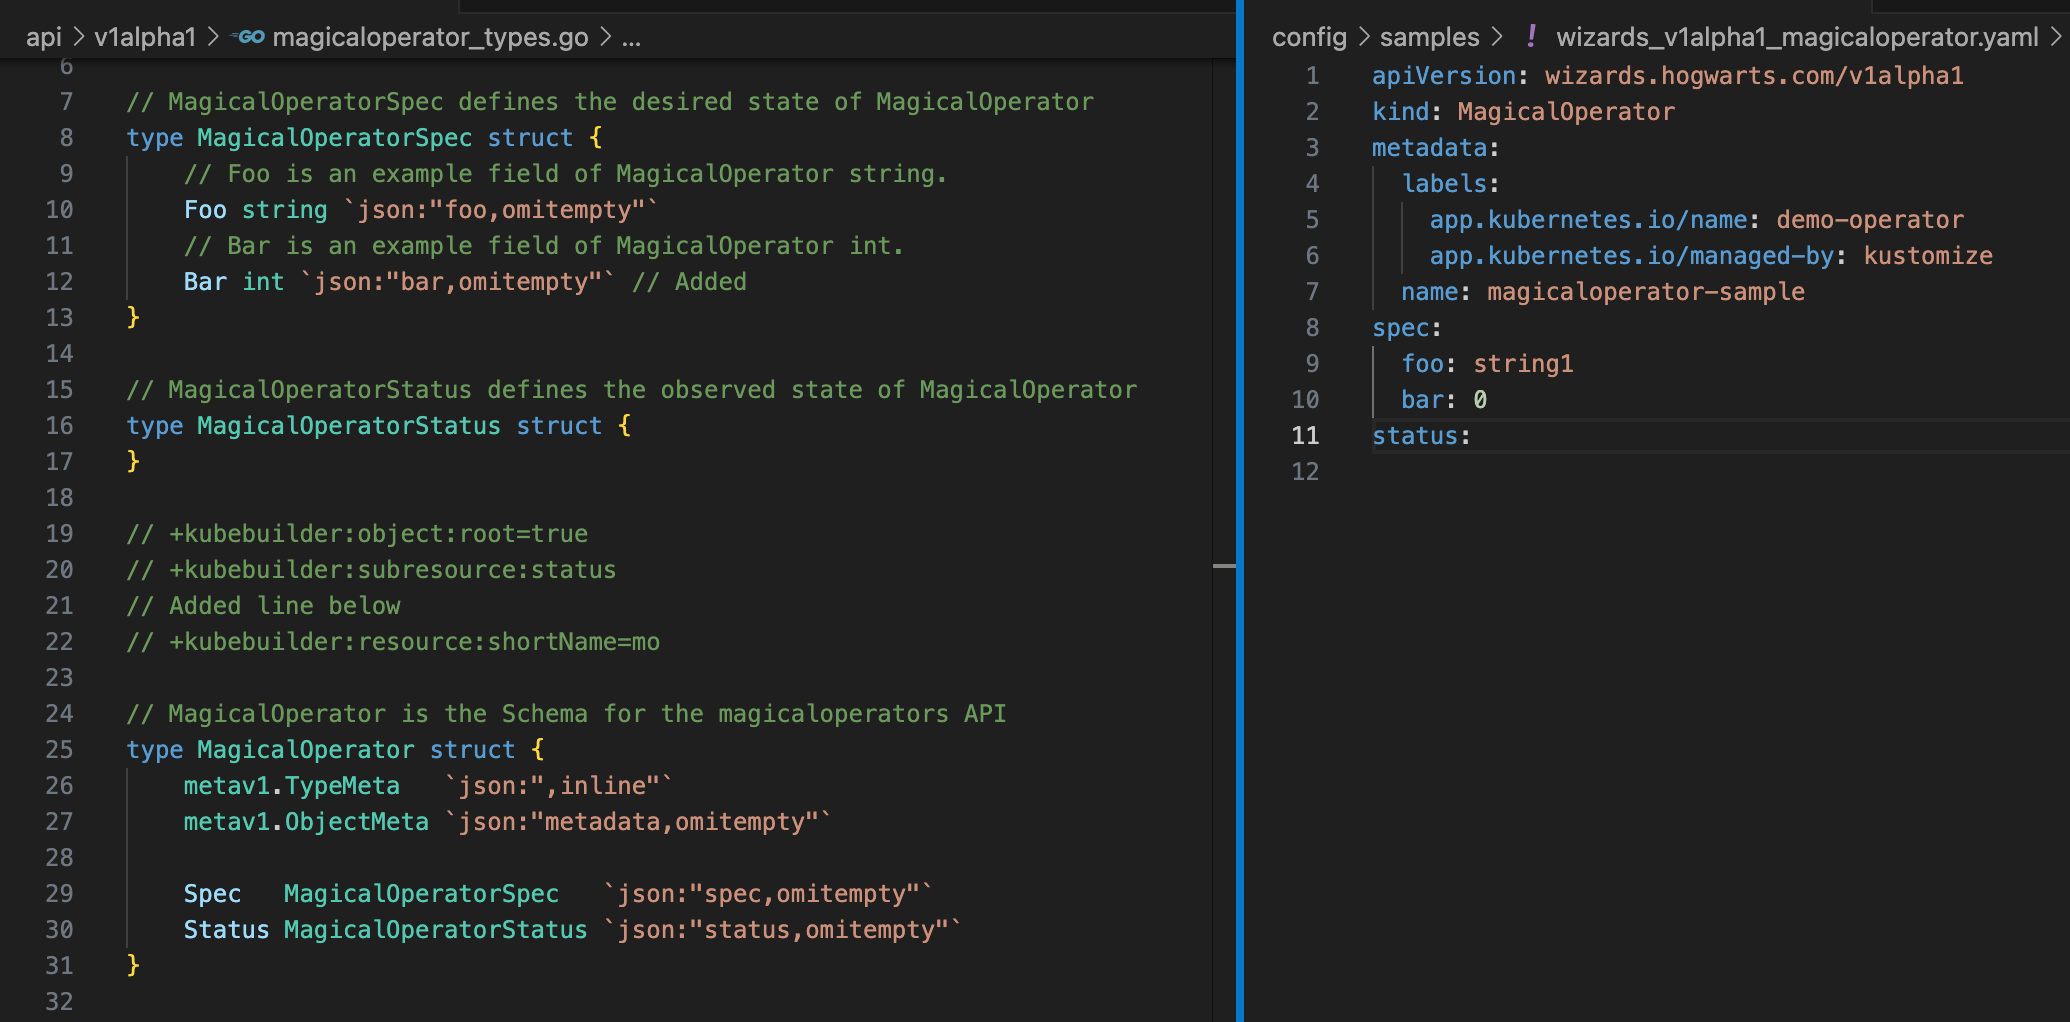 api > v1alpha1 > GO magicaloperator_types.go > ...
6
7 // MagicalOperatorSpec defines the desired state of MagicalOperator
8 type MagicalOperatorSpec struct {
9 // Foo is an example field of MagicalOperator string.
10 Foo string `json:"foo,omitempty"`
11 // Bar is an example field of MagicalOperator int.
12 Bar int `json:"bar,omitempty"` // Added
13 }
14
15 // MagicalOperatorStatus defines the observed state of MagicalOperator
16 type MagicalOperatorStatus struct {
17 }
18
19 // +kubebuilder:object:root=true
20 // +kubebuilder:subresource:status
21 // Added line below
22 // +kubebuilder:resource:shortName=mo
23
24 // MagicalOperator is the Schema for the magicaloperators API
25 type MagicalOperator struct {
26 metav1.TypeMeta `json:",inline"`
27 metav1.ObjectMeta `json:"metadata,omitempty"`
28
29 Spec MagicalOperatorSpec `json:"spec,omitempty"`
30 Status MagicalOperatorStatus `json:"status,omitempty"`
31 }
32
config > samples > ! wizards_v1alpha1_magicaloperator.yaml >
1 apiVersion: wizards.hogwarts.com/v1alpha1
2 kind: MagicalOperator
3 metadata:
4 labels:
5 app.kubernetes.io/name: demo-operator
6 app.kubernetes.io/managed-by: kustomize
7 name: magicaloperator-sample
8 spec:
9 foo: string1
10 bar: 0
11 status:
12